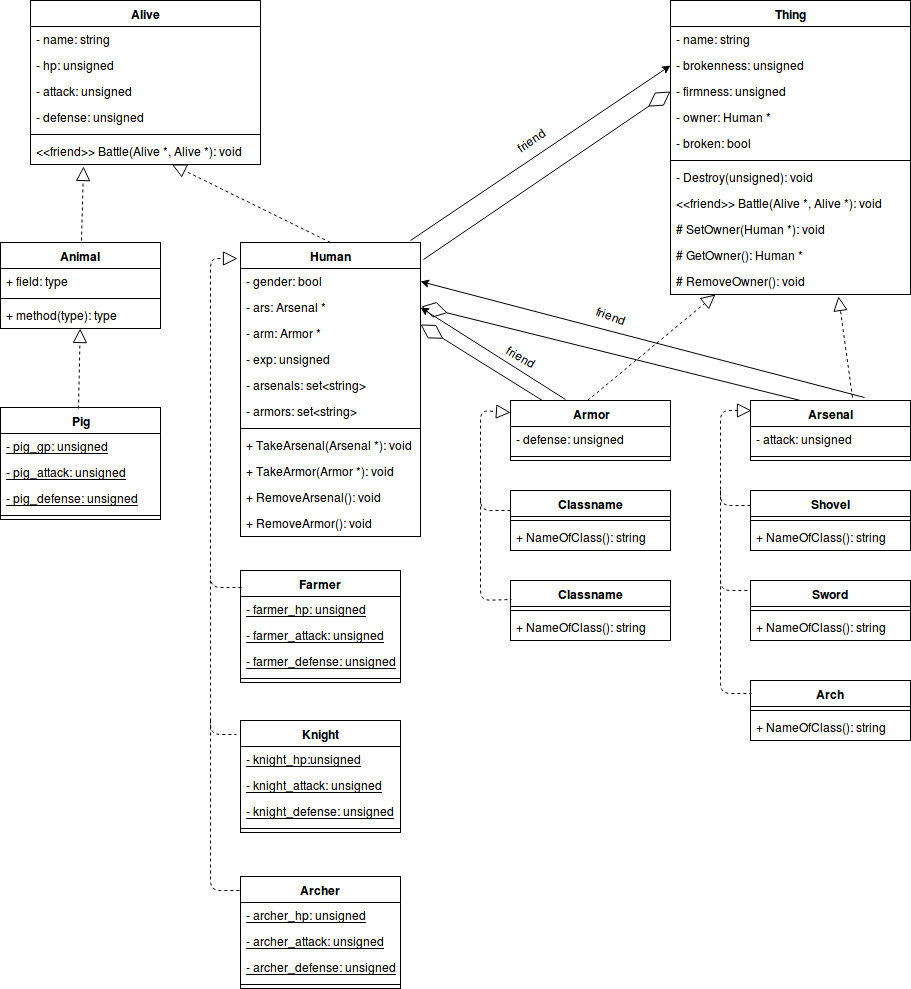 Alive
- name: string
- hp: unsigned
- attack: unsigned
- defense: unsigned
<<friend>> Battle(Alive *, Alive *): void
Thing
- name: string
- brokenness: unsigned
- firmness: unsigned
- owner: Human *
- broken: bool
- Destroy(unsigned): void
<<friend>> Battle(Alive *, Alive *): void
# SetOwner(Human *): void
# GetOwner(): Human *
# RemoveOwner(): void
friend
Animal
+ field: type
+ method(type): type
Human
- gender: bool
- ars: Arsenal *
- arm: Armor *
- exp: unsigned
- arsenals: set<string>
- armors: set<string>
+ TakeArsenal(Arsenal *): void
+ TakeArmor(Armor *): void
+ RemoveArsenal(): void
+ RemoveArmor(): void
friend
friend
Pig
- pig_gp: unsigned
- pig_attack: unsigned
- pig_defense: unsigned
Armor
- defense: unsigned
Arsenal
- attack: unsigned
Classname
+ NameOfClass(): string
Shovel
+ NameOfClass(): string
Classname
+ NameOfClass(): string
Sword
+ NameOfClass(): string
Arch
+ NameOfClass(): string
Farmer
- farmer_hp: unsigned
- farmer_attack: unsigned
- farmer_defense: unsigned
Knight
- knight_hp:unsigned
- knight_attack: unsigned
- knight_defense: unsigned
Archer
- archer_hp: unsigned
- archer_attack: unsigned
- archer_defense: unsigned